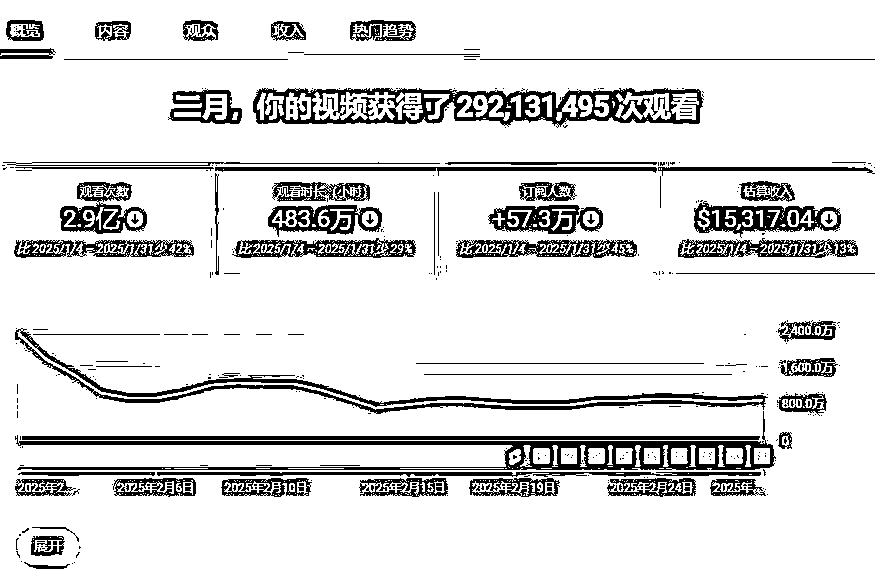 概览 内容 观众 收入 热门趋势
二月，你的视频获得了 292,131,495 次观看
观看次数 观看时长（小时） 订阅人数 估算收入
2.9亿 483.6万 +57.3万 $15,317.04
比 2025/1/4 – 2025/1/31少 42% 比 2025/1/4 – 2025/1/31少 29% 比 2025/1/4 – 2025/1/31少 45% 比 2025/1/4 – 2025/1/31少 13%
2,400.0万
1,600.0万
800.0万
0
2025年2... 2025年2月6日 2025年2月10日 2025年2月15日 2025年2月19日 2025年2月24日 2025年...
展开